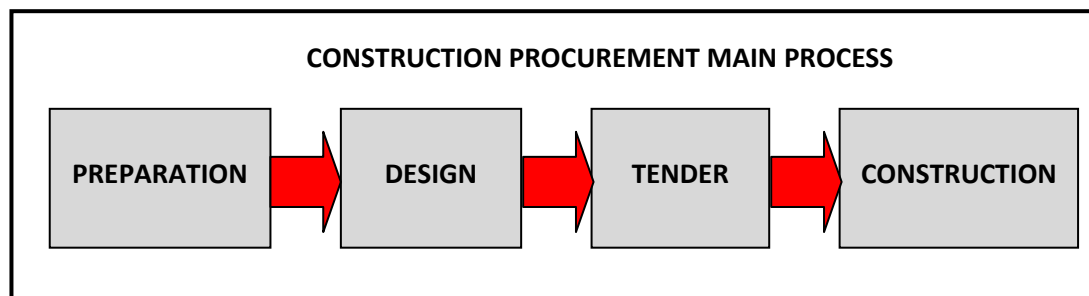 CONSTRUCTION PROCUREMENT MAIN PROCESS
PREPARATION
DESIGN
TENDER
CONSTRUCTION